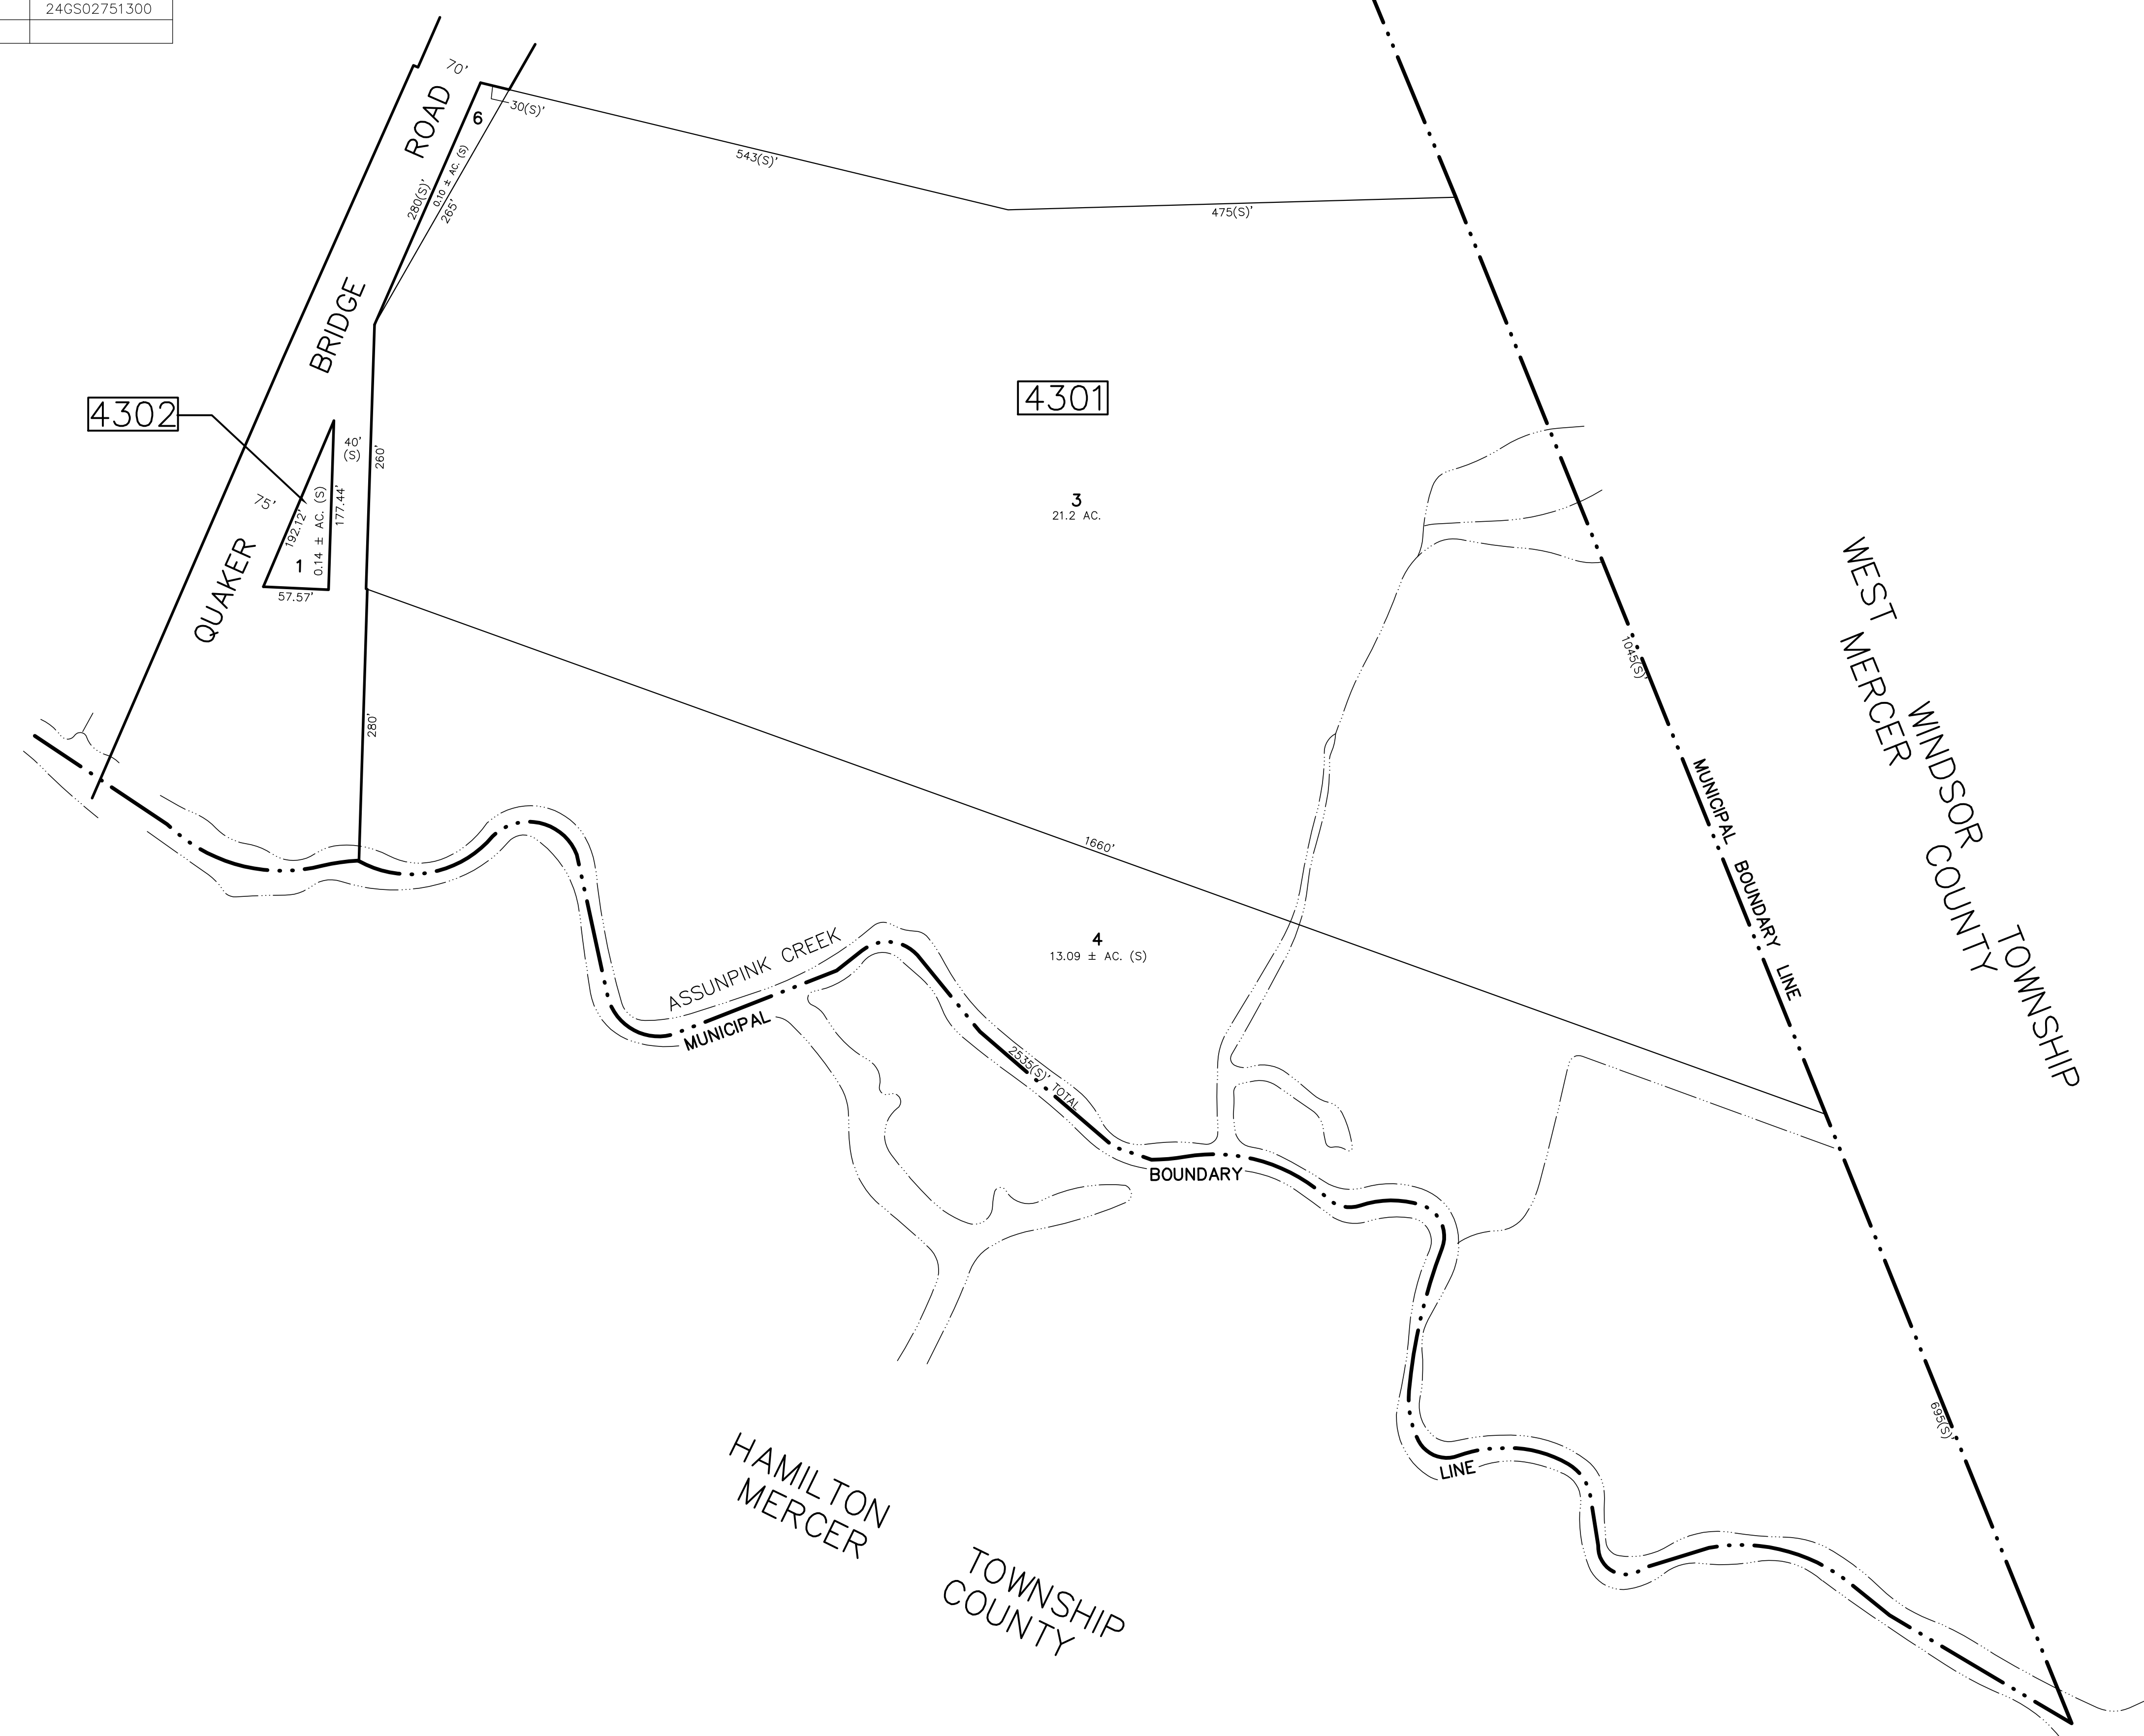 24GS02751300
70'
QUAKER BRIDGE ROAD
6
30(S)'
0.10 ± AC. (S)
280(S)'
265'
543(S)'
475(S)'
4301
4302
40'
(S)
260'
75'
192.12'
0.14 ± AC. (S)
177.44'
1
57.57'
3
21.2 AC.
1045(S)'
WEST WINDSOR TOWNSHIP
MERCER COUNTY
MUNICIPAL BOUNDARY LINE
280'
1660'
4
13.09 ± AC. (S)
ASSUNPINK CREEK
MUNICIPAL BOUNDARY LINE
2535(S)' TOTAL
695(S)'
HAMILTON TOWNSHIP
MERCER COUNTY